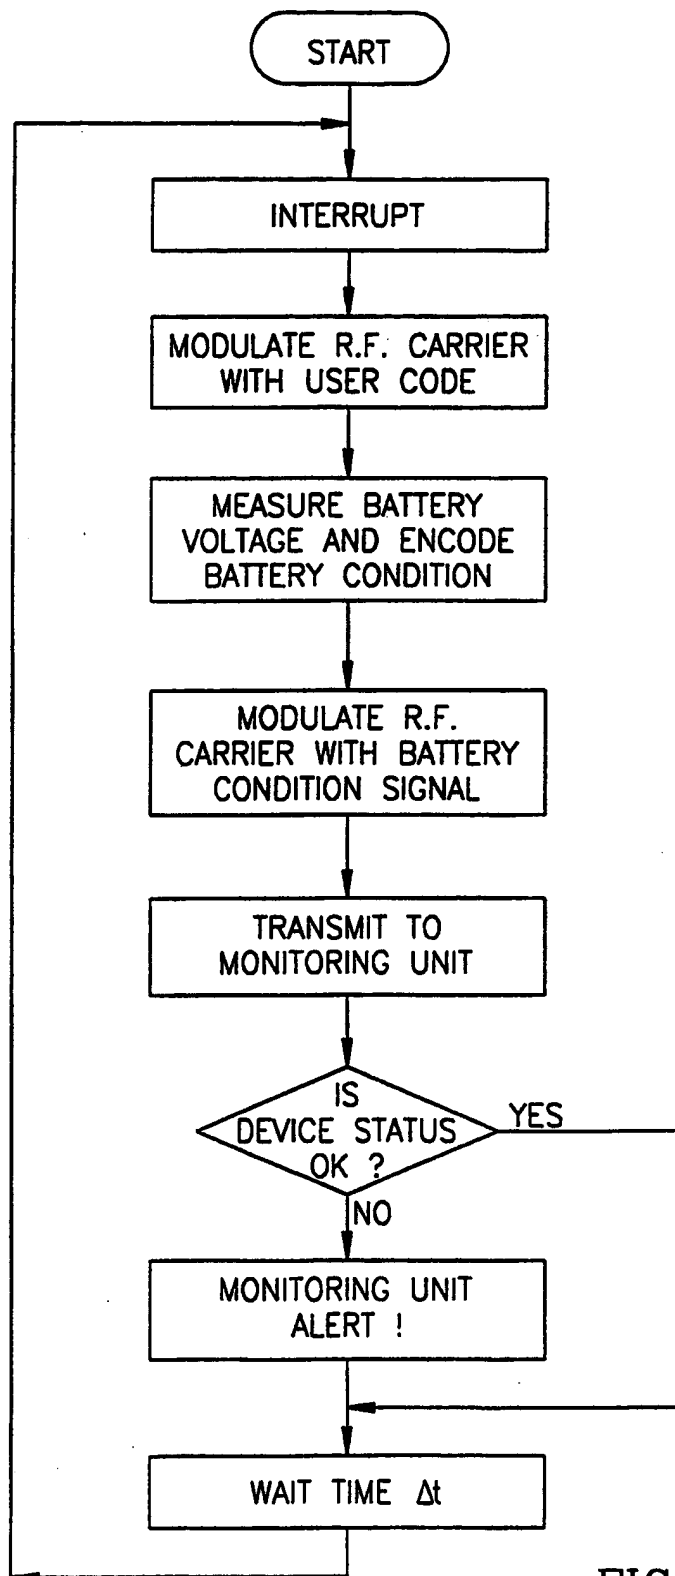 START
INTERRUPT
MODULATE R.F. CARRIER
WITH USER CODE
MEASURE BATTERY
VOLTAGE AND ENCODE
BATTERY CONDITION
MODULATE R.F.
CARRIER WITH BATTERY
CONDITION SIGNAL
TRANSMIT TO
MONITORING UNIT
IS
DEVICE STATUS
OK ?
YES
NO
MONITORING UNIT
ALERT !
WAIT TIME Δt
FIG